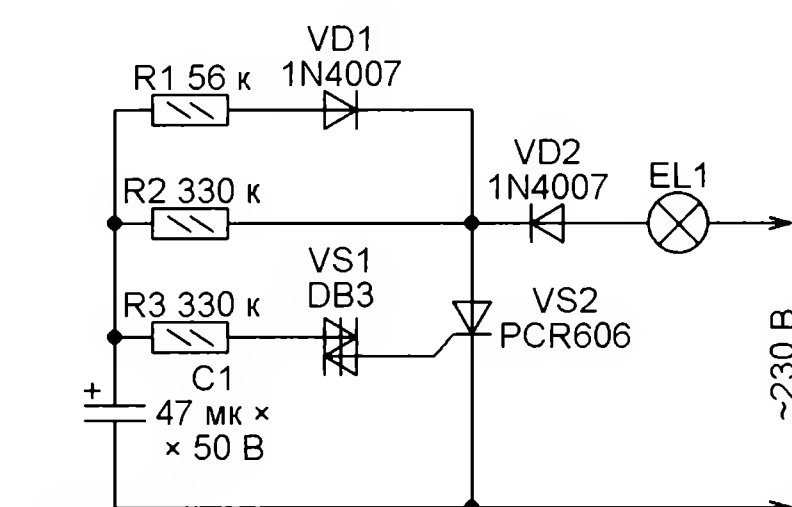 VD1
R1 56 к 1N4007
VD2
R2 330 к 1N4007 EL1
VS1
R3 330 к DB3 VS2
PCR606
C1
+ 47 мк ×
× 50 В
~230 В